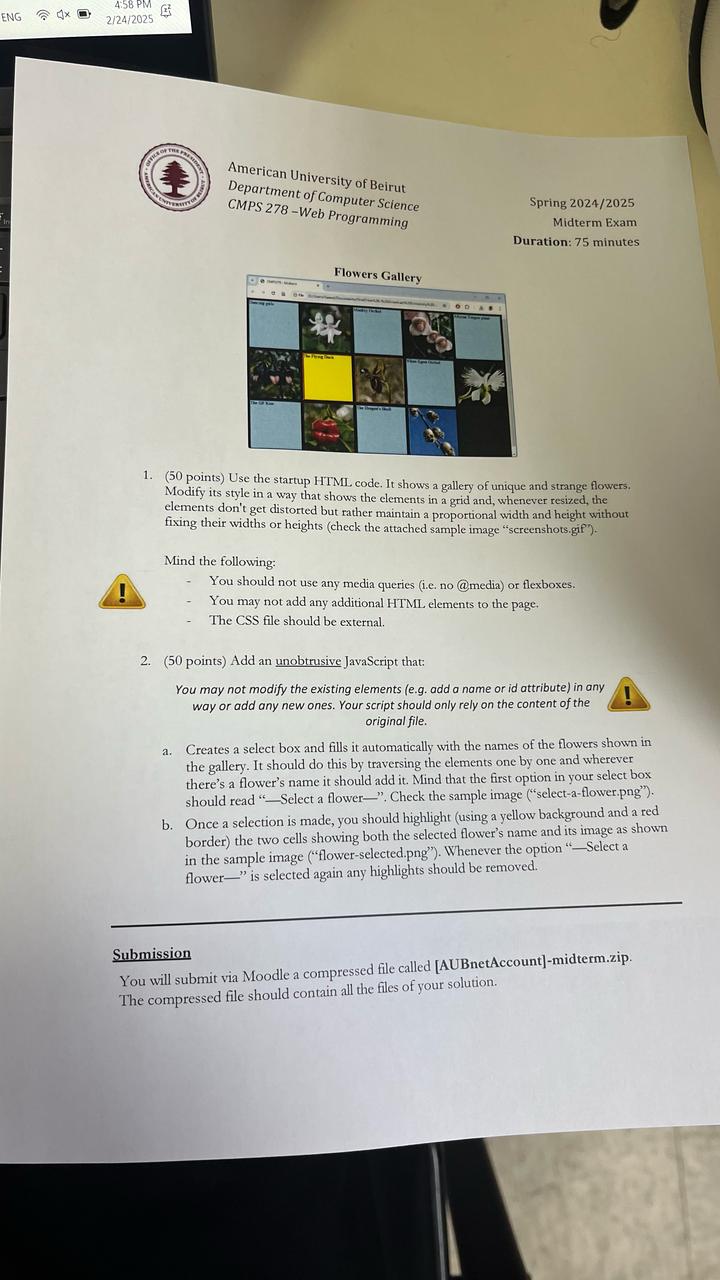 ENG
4:58 PM
2/24/2025
American University of Beirut
Department of Computer Science
CMPS 278 –Web Programming
Spring 2024/2025
Midterm Exam
Duration: 75 minutes
Flowers Gallery
The Flying Duck
1. (50 points) Use the startup HTML code. It shows a gallery of unique and strange flowers.
Modify its style in a way that shows the elements in a grid and, whenever resized, the
elements don't get distorted but rather maintain a proportional width and height without
fixing their widths or heights (check the attached sample image “screenshots.gif”).
Mind the following:
- You should not use any media queries (i.e. no @media) or flexboxes.
- You may not add any additional HTML elements to the page.
- The CSS file should be external.
2. (50 points) Add an unobtrusive JavaScript that:
You may not modify the existing elements (e.g. add a name or id attribute) in any
way or add any new ones. Your script should only rely on the content of the
original file.
a. Creates a select box and fills it automatically with the names of the flowers shown in
the gallery. It should do this by traversing the elements one by one and wherever
there's a flower's name it should add it. Mind that the first option in your select box
should read “—Select a flower—”. Check the sample image (“select-a-flower.png”).
b. Once a selection is made, you should highlight (using a yellow background and a red
border) the two cells showing both the selected flower's name and its image as shown
in the sample image (“flower-selected.png”). Whenever the option “—Select a
flower—” is selected again any highlights should be removed.
Submission
You will submit via Moodle a compressed file called [AUBnetAccount]-midterm.zip.
The compressed file should contain all the files of your solution.